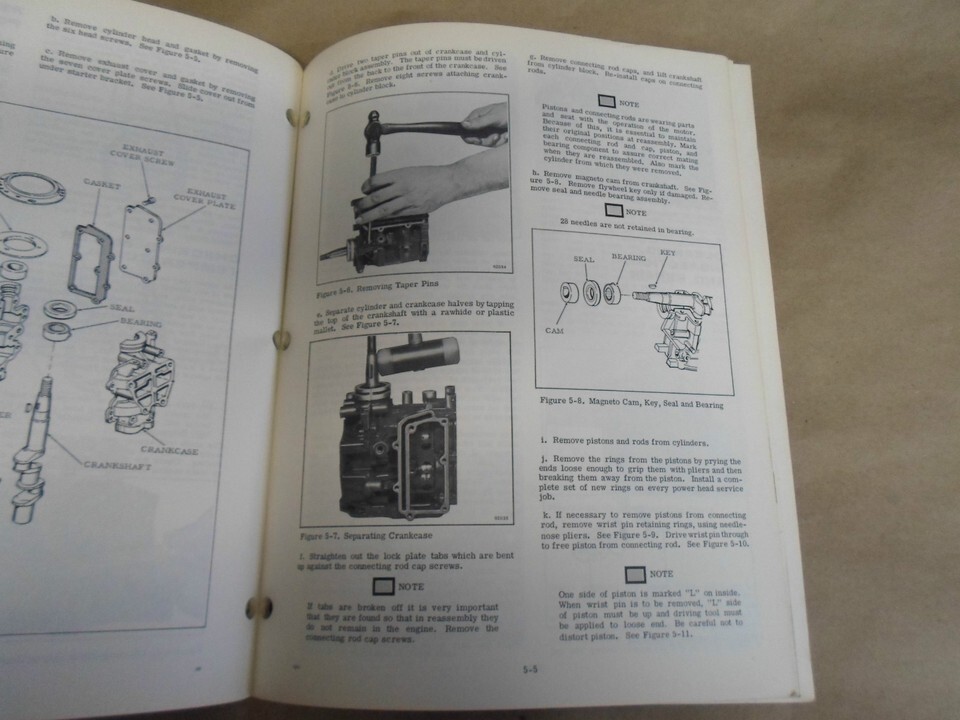 b. Remove cylinder head and gasket by removing
the six head screws. See Figure 5-5.
c. Remove exhaust cover and gasket by removing
the seven cover plate screws. Slide cover out from
under starter bracket. See Figure 5-5.
EXHAUST
COVER SCREW
GASKET
EXHAUST
COVER PLATE
SEAL
BEARING
CRANKCASE
CRANKSHAFT
d. Drive two taper pins out of crankcase and cyl-
inder block assembly. The taper pins must be driven
out from the back to the front of the crankcase. See
Figure 5-6. Remove eight screws attaching crank-
case to cylinder block.
Figure 5-6. Removing Taper Pins
e. Separate cylinder and crankcase halves by tapping
the top of the crankshaft with a rawhide or plastic
mallet. See Figure 5-7.
Figure 5-7. Separating Crankcase
f. Straighten out the lock plate tabs which are bent
up against the connecting rod cap screws.
NOTE
If tabs are broken off it is very important
that they are found so that in reassembly they
do not remain in the engine. Remove the
connecting rod cap screws.
g. Remove connecting rod caps, and lift crankshaft
from cylinder block. Re-install caps on connecting
rods.
NOTE
Pistons and connecting rods are wearing parts
and seat with the operation of the motor.
Because of this, it is essential to maintain
their original positions at reassembly. Mark
each connecting rod and cap, piston, and
bearing component to assure correct mating
when they are reassembled. Also mark the
cylinder from which they were removed.
h. Remove magneto cam from crankshaft. See Fig-
ure 5-8. Remove flywheel key only if damaged. Re-
move seal and needle bearing assembly.
NOTE
28 needles are not retained in bearing.
SEAL
BEARING
KEY
CAM
Figure 5-8. Magneto Cam, Key, Seal and Bearing
i. Remove pistons and rods from cylinders.
j. Remove the rings from the pistons by prying the
ends loose enough to grip them with pliers and then
breaking them away from the piston. Install a com-
plete set of new rings on every power head service
job.
k. If necessary to remove pistons from connecting
rod, remove wrist pin retaining rings, using needle-
nose pliers. See Figure 5-9. Drive wrist pin through
to free piston from connecting rod. See Figure 5-10.
NOTE
One side of piston is marked "L" on inside.
When wrist pin is to be removed, "L" side
of piston must be up and driving tool must
be applied to loose end. Be careful not to
distort piston. See Figure 5-11.
5-5